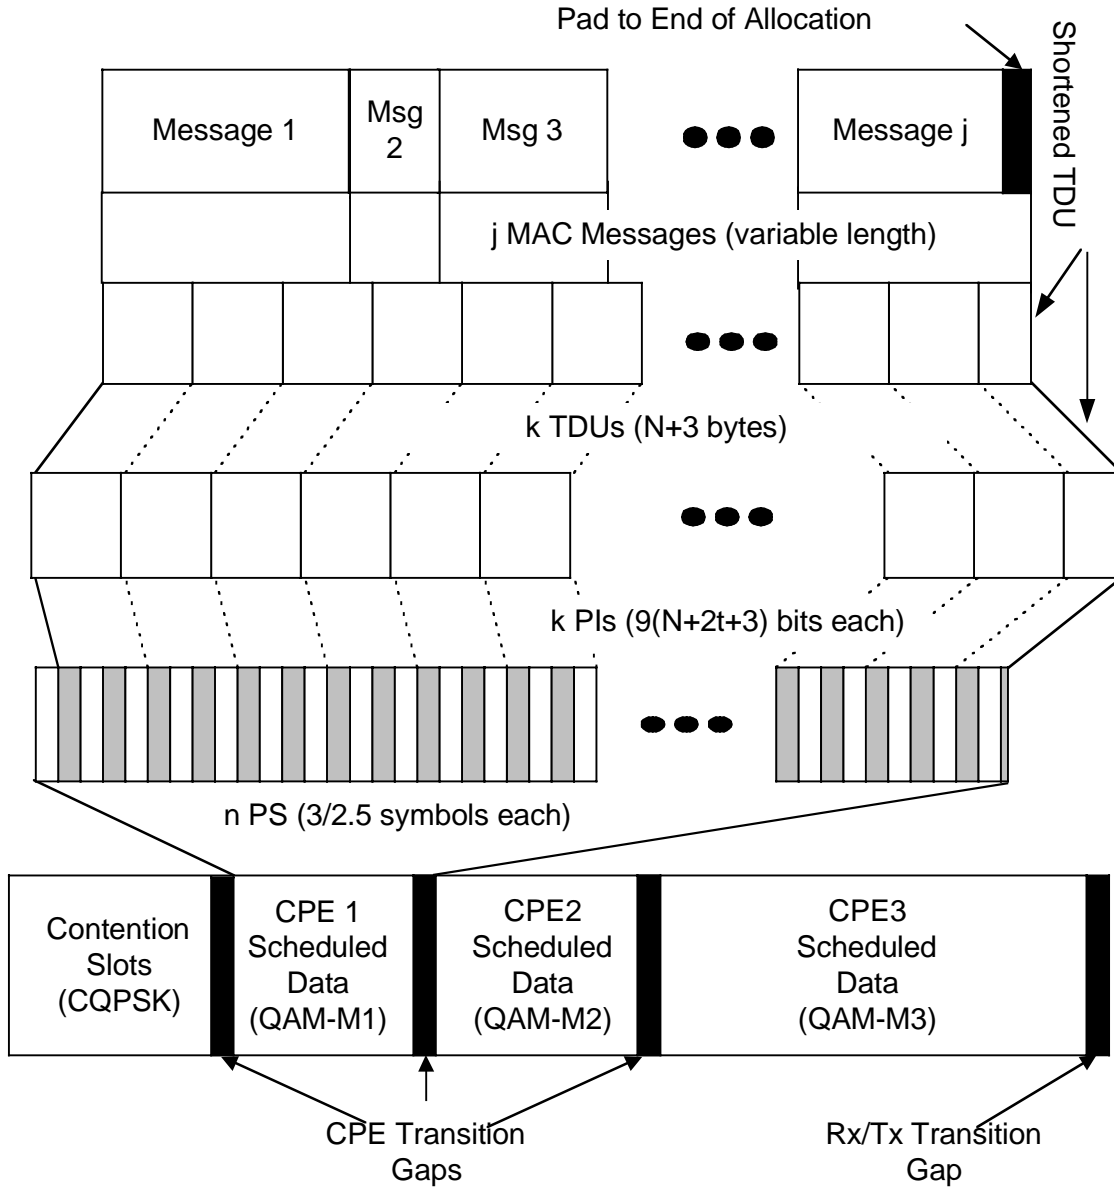 Pad to End of Allocation
Shortened TDU
Message 1
Msg
2
Msg 3
Message j
j MAC Messages (variable length)
k TDUs (N+3 bytes)
k PIs (9(N+2t+3) bits each)
n PS (3/2.5 symbols each)
Contention
Slots
(CQPSK)
CPE 1
Scheduled
Data
(QAM-M1)
CPE2
Scheduled
Data
(QAM-M2)
CPE3
Scheduled
Data
(QAM-M3)
CPE Transition
Gaps
Rx/Tx Transition
Gap